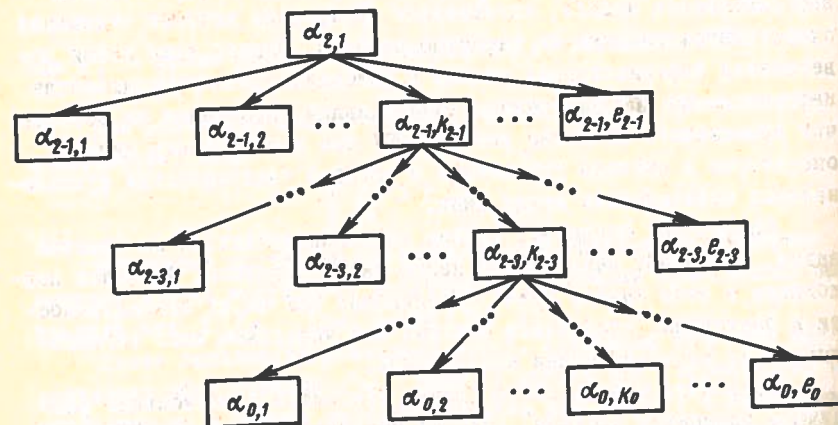 α₂,₁
α₂₋₁,₁ α₂₋₁,₂ ... α₂₋₁,K₂₋₁ ... α₂₋₁,e₂₋₁
α₂₋₃,₁ α₂₋₃,₂ ... α₂₋₃,K₂₋₃ ... α₂₋₃,e₂₋₃
α₀,₁ α₀,₂ ... α₀,K₀ ... α₀,e₀